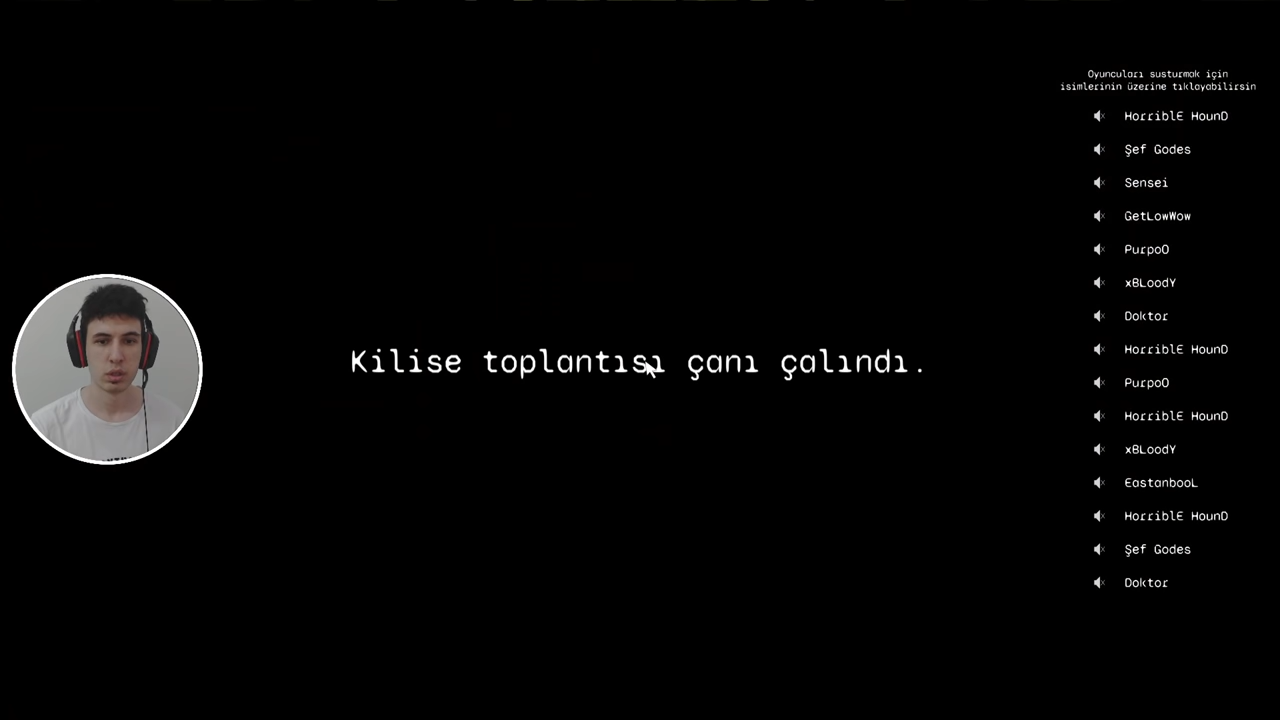 Oyuncuları susturmak için
isimlerinin üzerine tıklayabilirsin
HorriblE HounD
Şef Godes
Sensei
GetLowWow
PurpoO
xBLoodY
Doktor
HorriblE HounD
PurpoO
HorriblE HounD
xBLoodY
EastanbooL
HorriblE HounD
Şef Godes
Doktor
Kilise toplantısı çanı çalındı.